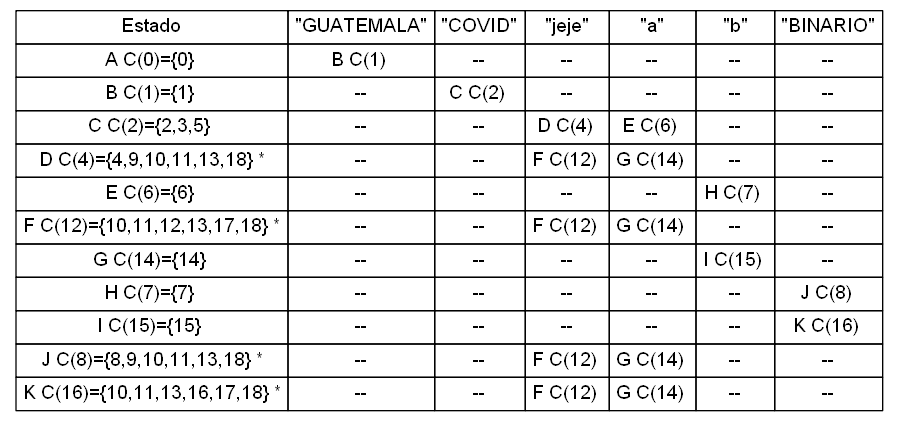 Estado "GUATEMALA" "COVID" "jeje" "a" "b" "BINARIO"
A C(0)={0} B C(1) -- -- -- -- --
B C(1)={1} -- C C(2) -- -- -- --
C C(2)={2,3,5} -- -- D C(4) E C(6) -- --
D C(4)={4,9,10,11,13,18} * -- -- F C(12) G C(14) -- --
E C(6)={6} -- -- -- -- H C(7) --
F C(12)={10,11,12,13,17,18} * -- -- F C(12) G C(14) -- --
G C(14)={14} -- -- -- -- I C(15) --
H C(7)={7} -- -- -- -- -- J C(8)
I C(15)={15} -- -- -- -- -- K C(16)
J C(8)={8,9,10,11,13,18} * -- -- F C(12) G C(14) -- --
K C(16)={10,11,13,16,17,18} * -- -- F C(12) G C(14) -- --